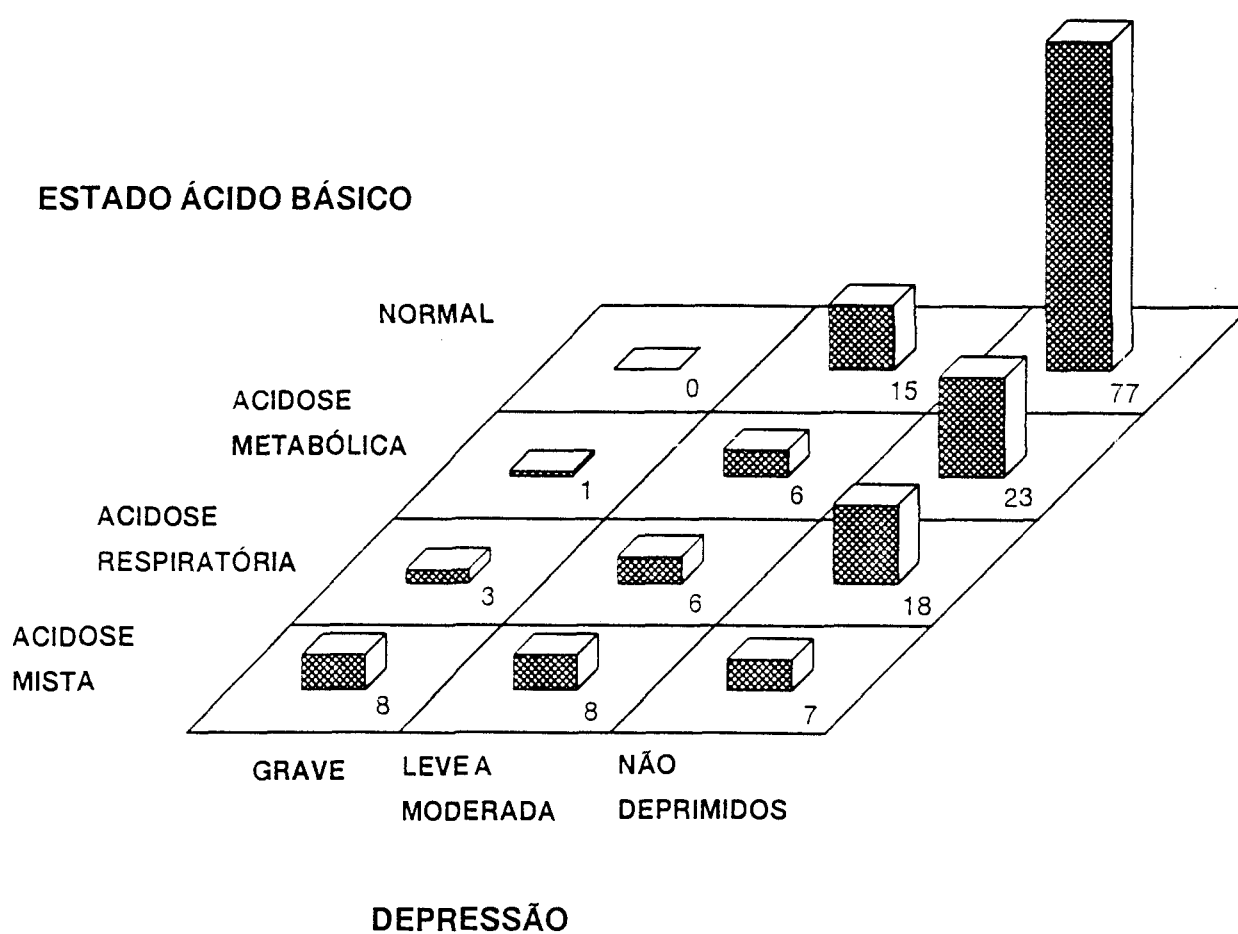 ESTADO ÁCIDO BÁSICO
NORMAL
0
15
77
ACIDOSE
METABÓLICA
1
6
23
ACIDOSE
RESPIRATÓRIA
3
6
18
ACIDOSE
MISTA
8
8
7
GRAVE
LEVE A
MODERADA
NÃO
DEPRIMIDOS
DEPRESSÃO